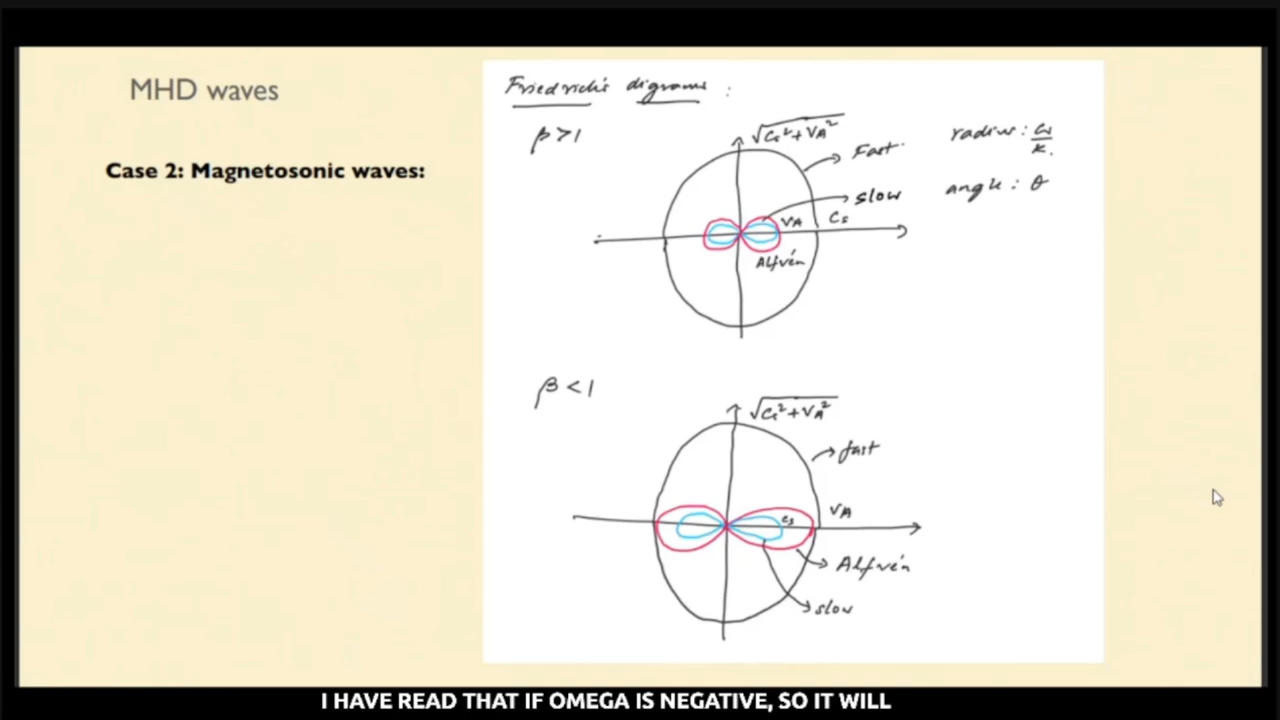 MHD waves
Case 2: Magnetosonic waves:
Friedrich's digrams :
β > 1
√Cs²+VA²
Fast
radius : ω/k
slow
angle : θ
VA
Cs
Alfvén
β < 1
√Cs²+VA²
fast
cs
VA
Alfvén
slow
I HAVE READ THAT IF OMEGA IS NEGATIVE, SO IT WILL